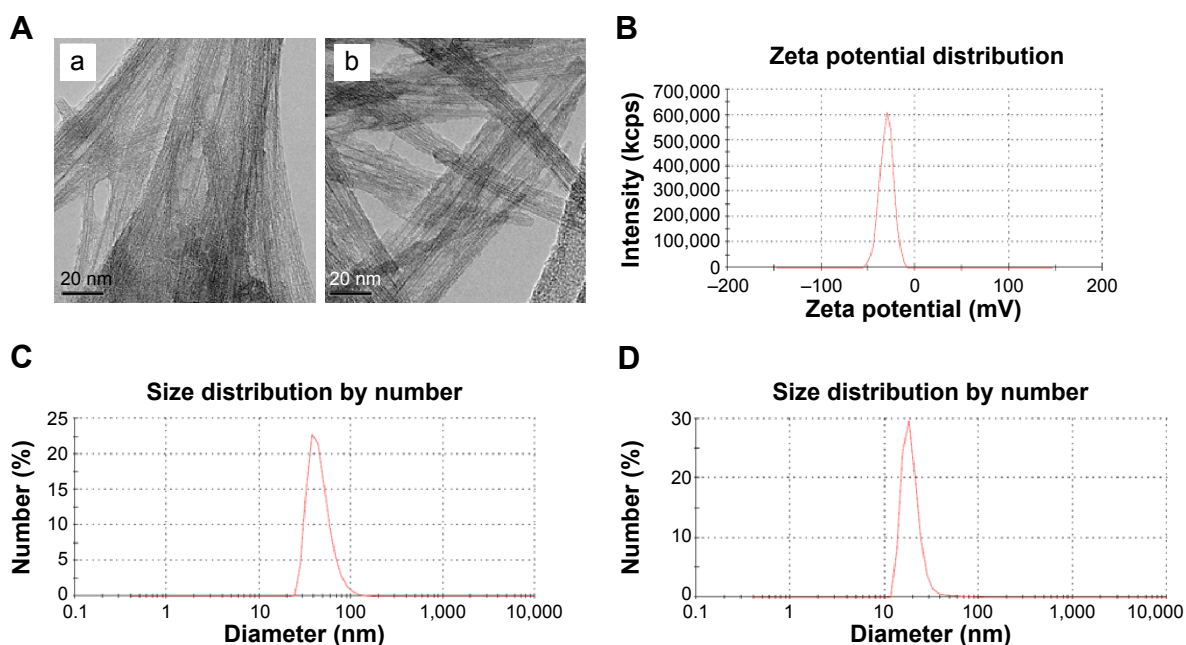 A
a
20 nm
b
20 nm
B
Zeta potential distribution
Intensity (kcps)
700,000
600,000
500,000
400,000
300,000
200,000
100,000
0
–200
–100
0
100
200
Zeta potential (mV)
C
Size distribution by number
Number (%)
25
20
15
10
5
0
0.1
1
10
100
1,000
10,000
Diameter (nm)
D
Size distribution by number
Number (%)
30
20
10
0
0.1
1
10
100
1,000
10,000
Diameter (nm)